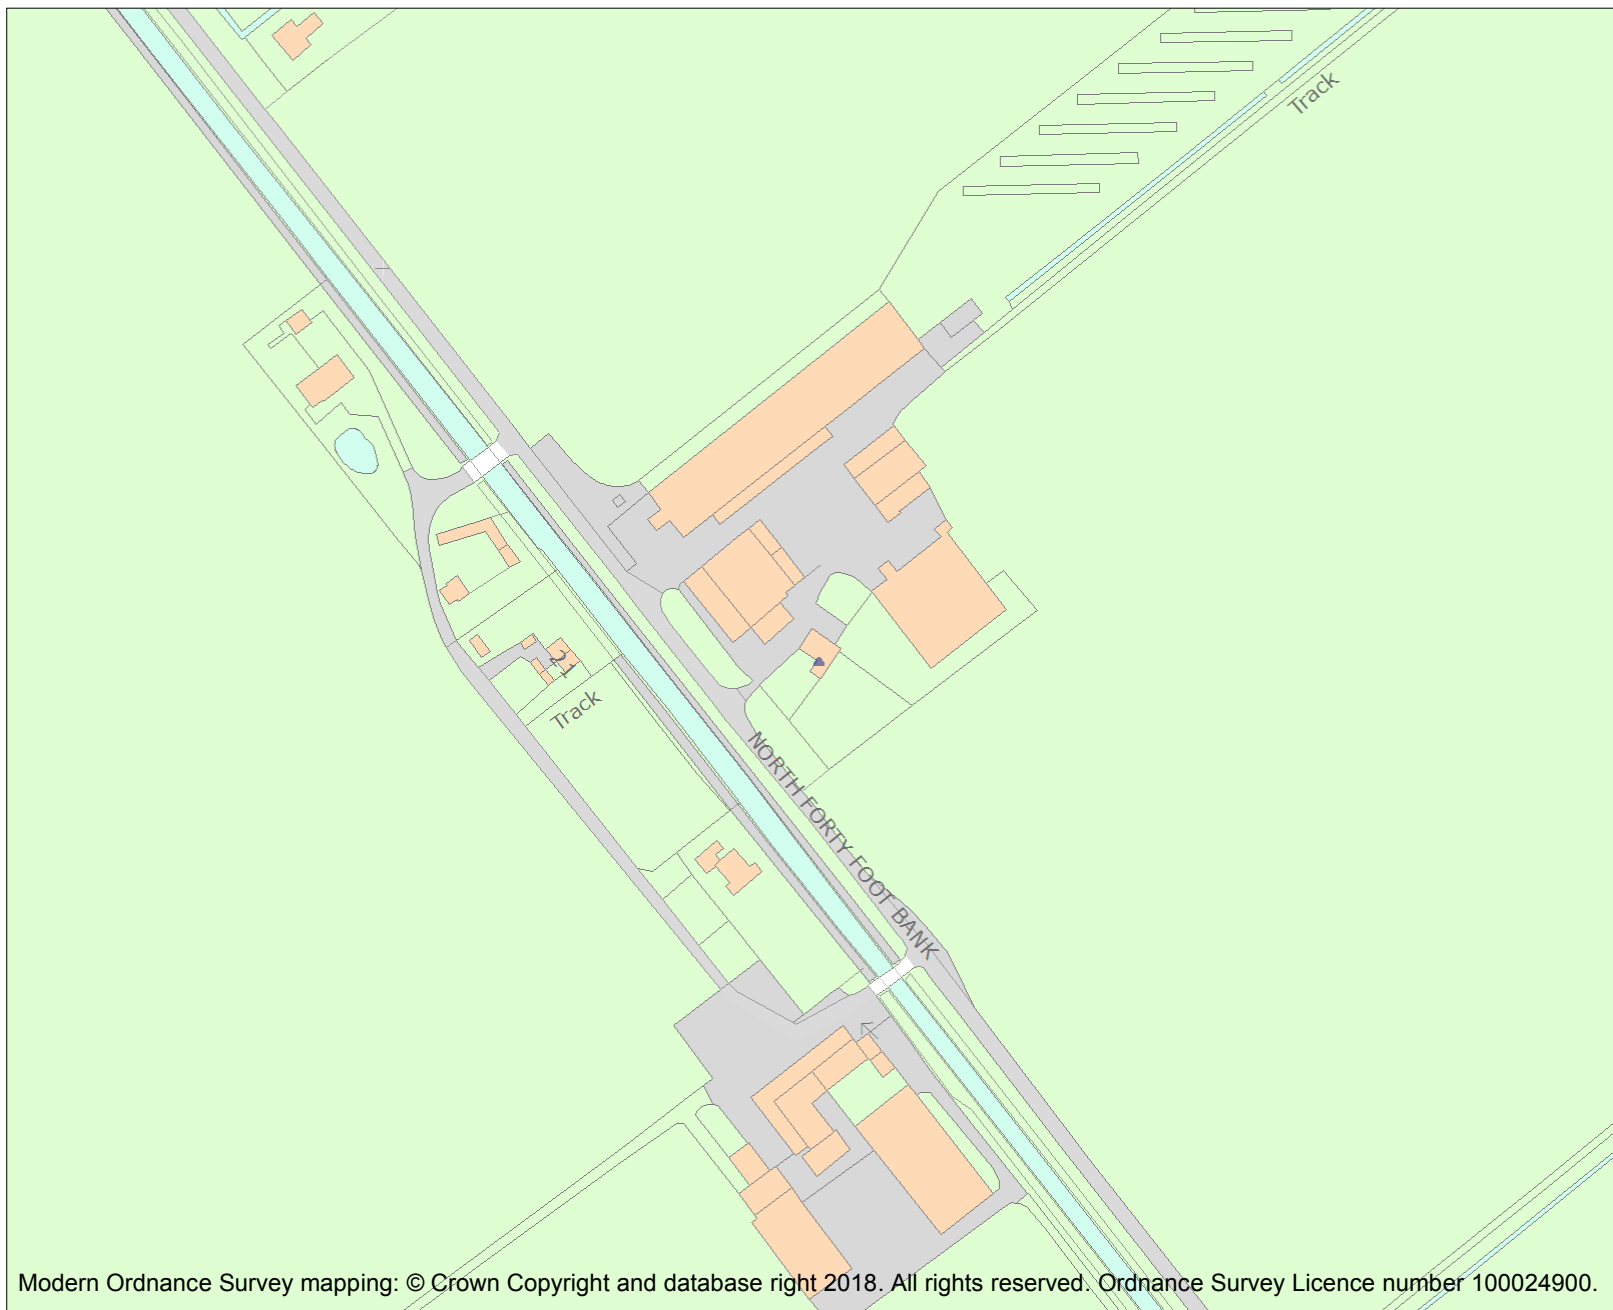 Track
21
Track
NORTH FORTY FOOT BANK
Modern Ordnance Survey mapping: © Crown Copyright and database right 2018. All rights reserved. Ordnance Survey Licence number 100024900.